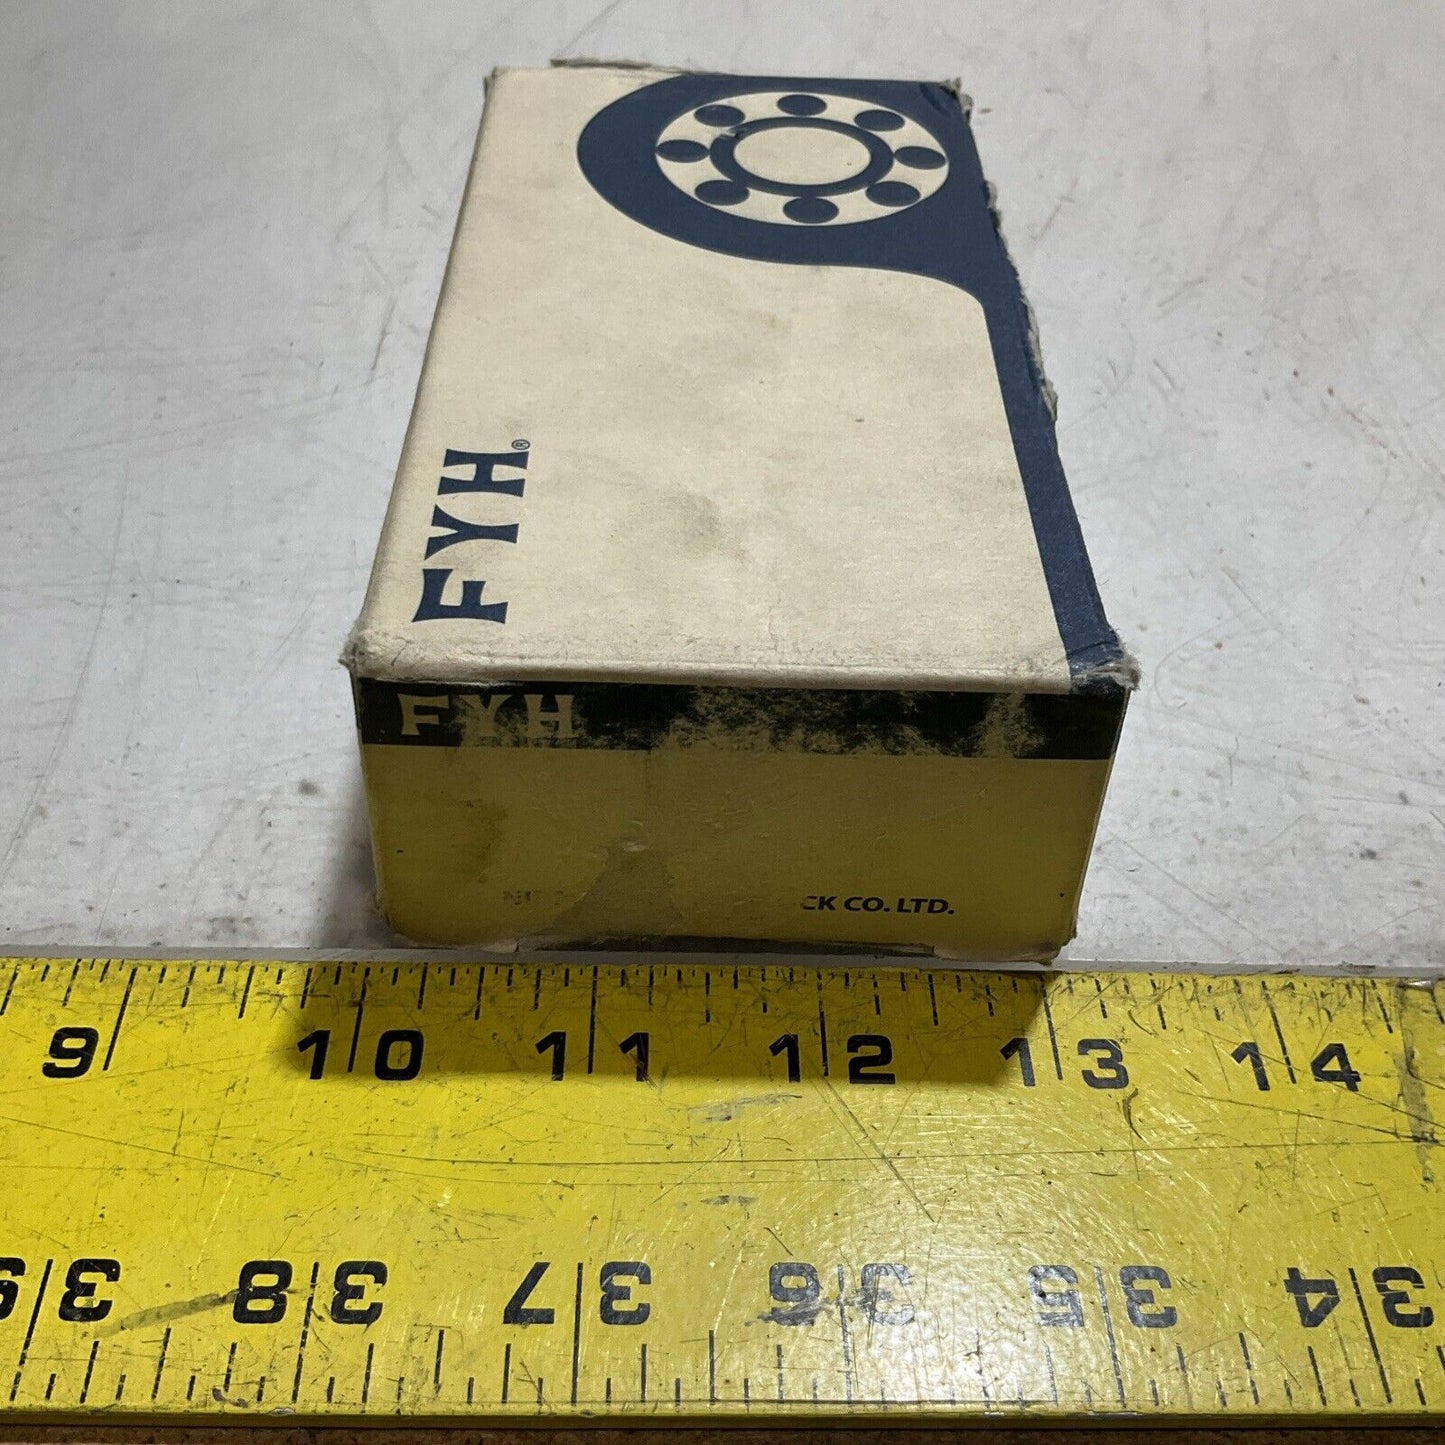 FYH®
FYH
CK CO. LTD.
9 10 11 12 13 14
34 35 36 37 38 39